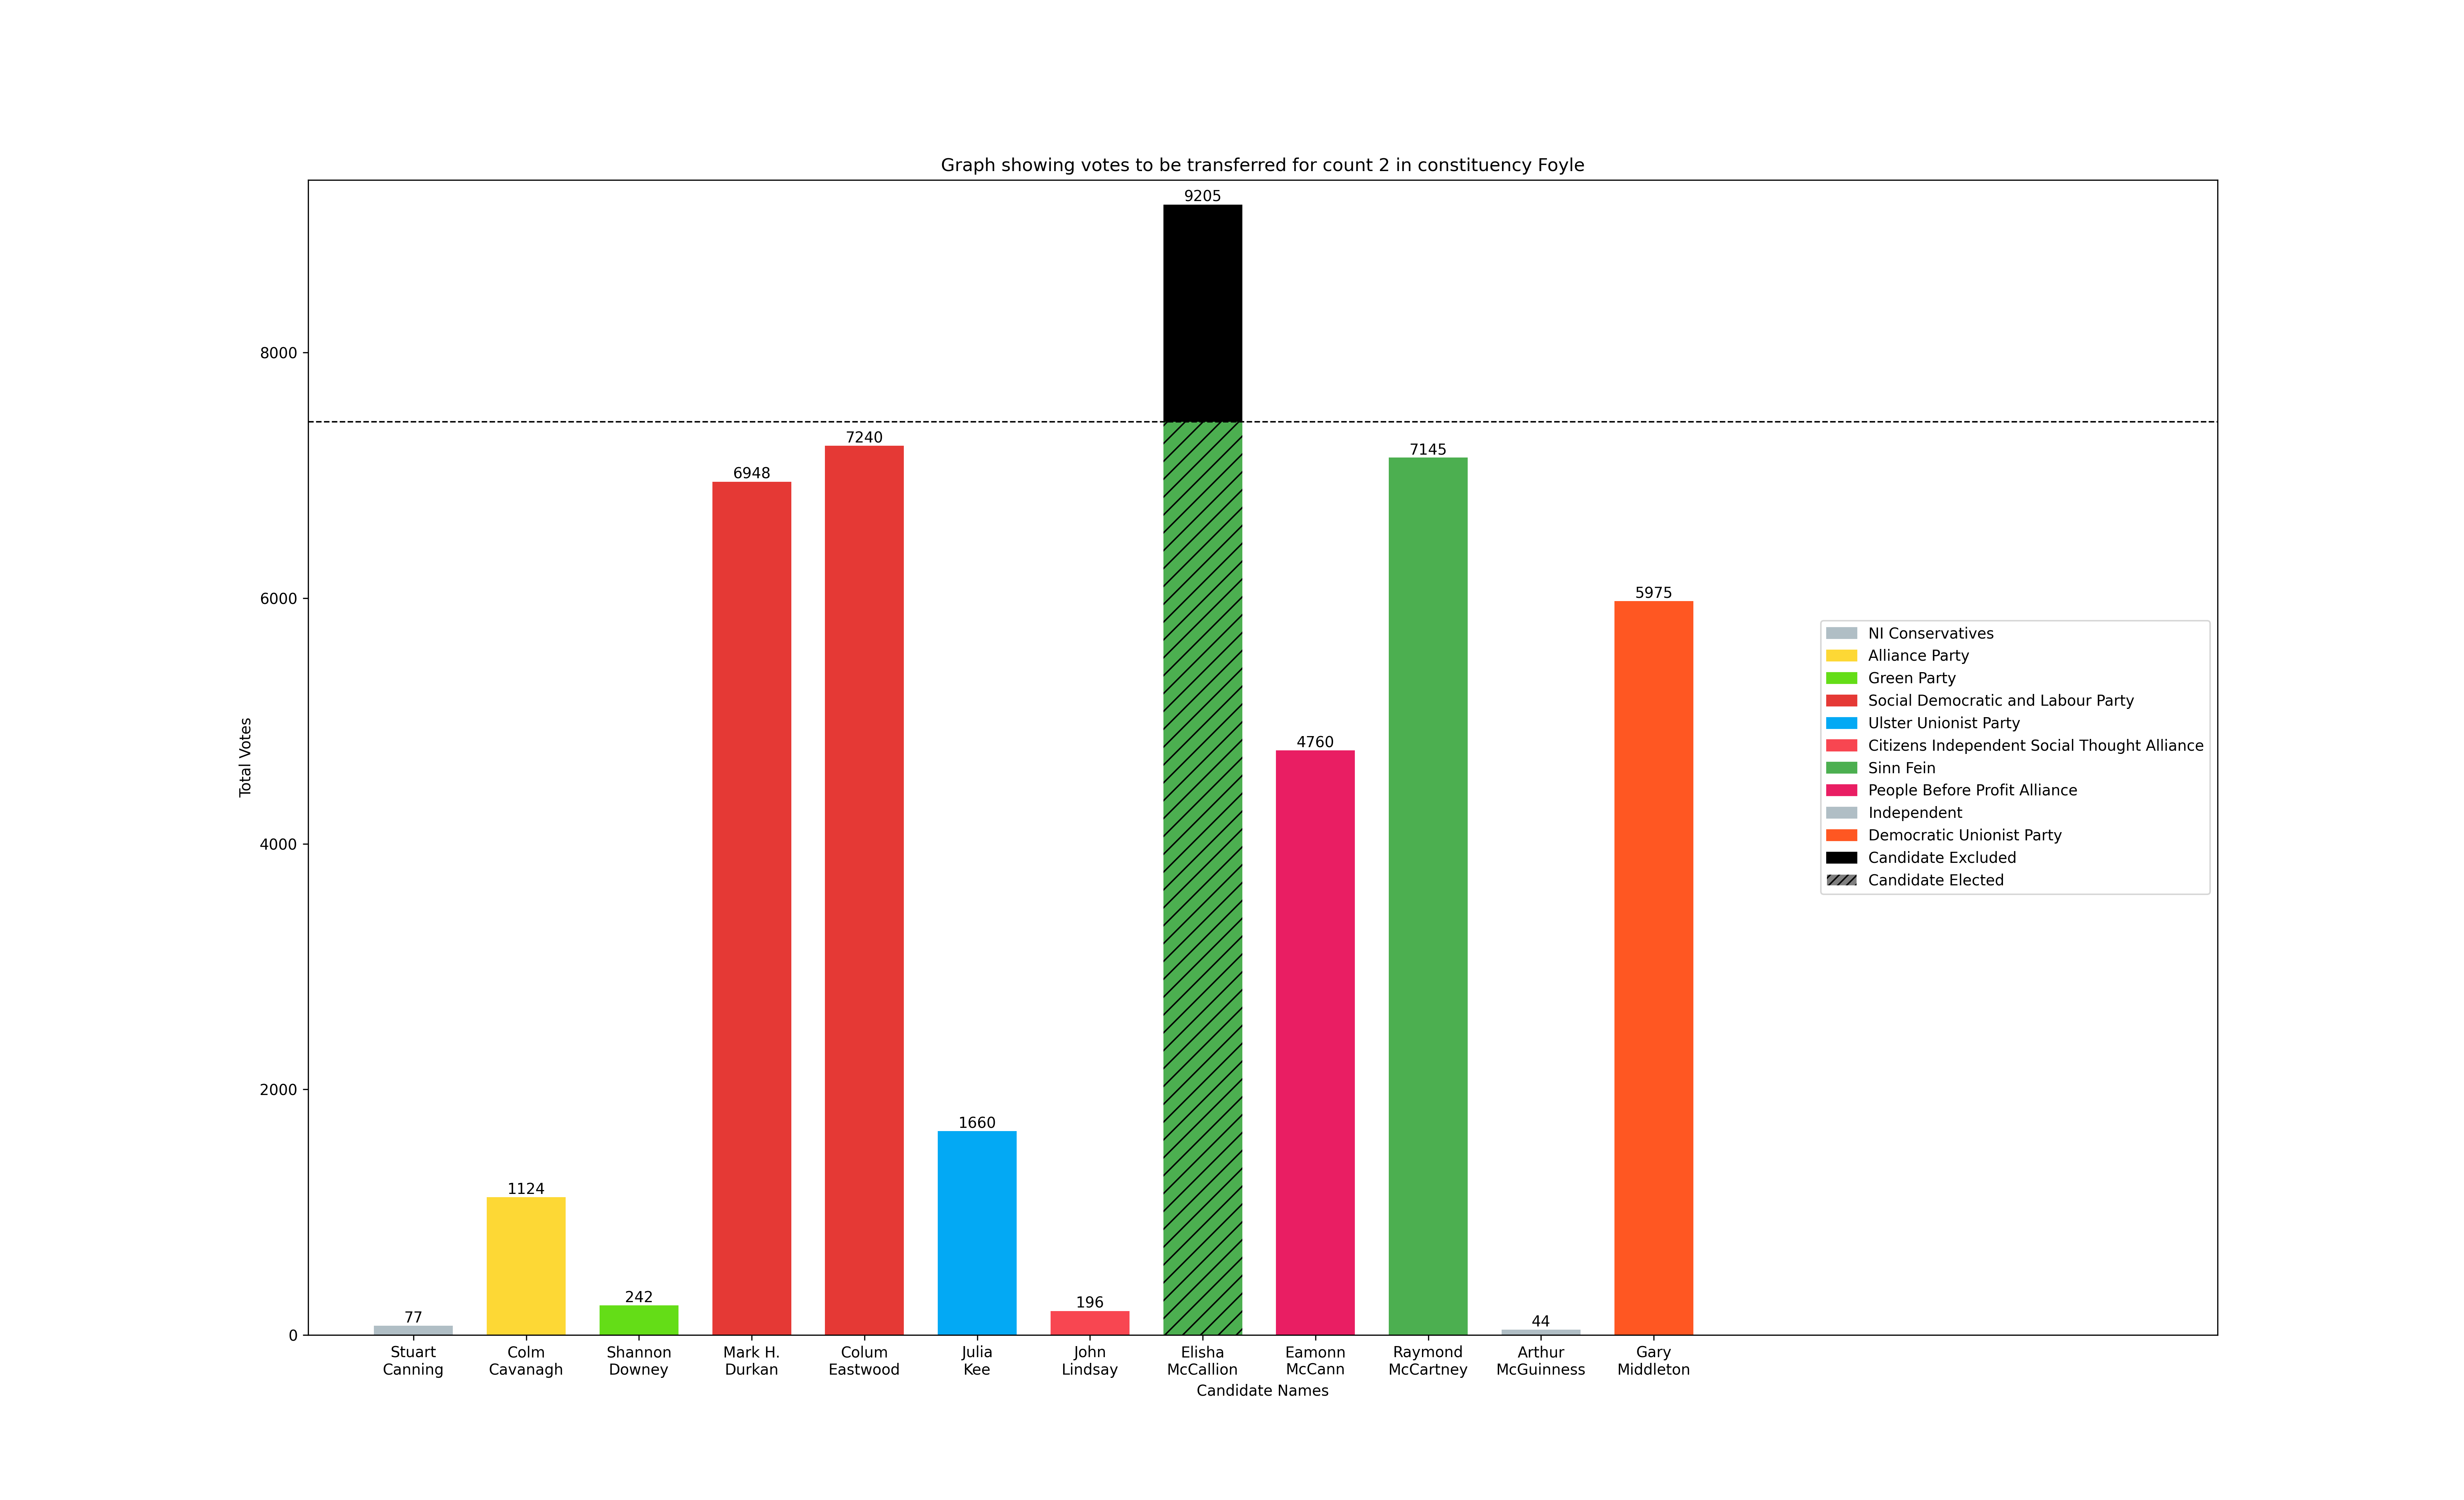 Graph showing votes to be transferred for count 2 in constituency Foyle
9205
8000
7240
7145
6948
6000
5975
NI Conservatives
Alliance Party
Green Party
Social Democratic and Labour Party
Ulster Unionist Party
Citizens Independent Social Thought Alliance
Sinn Fein
People Before Profit Alliance
Independent
Democratic Unionist Party
Candidate Excluded
Candidate Elected
Total Votes
4760
4000
2000
1660
1124
242
196
77
44
0
Stuart
Canning
Colm
Cavanagh
Shannon
Downey
Mark H.
Durkan
Colum
Eastwood
Julia
Kee
John
Lindsay
Elisha
McCallion
Eamonn
McCann
Raymond
McCartney
Arthur
McGuinness
Gary
Middleton
Candidate Names